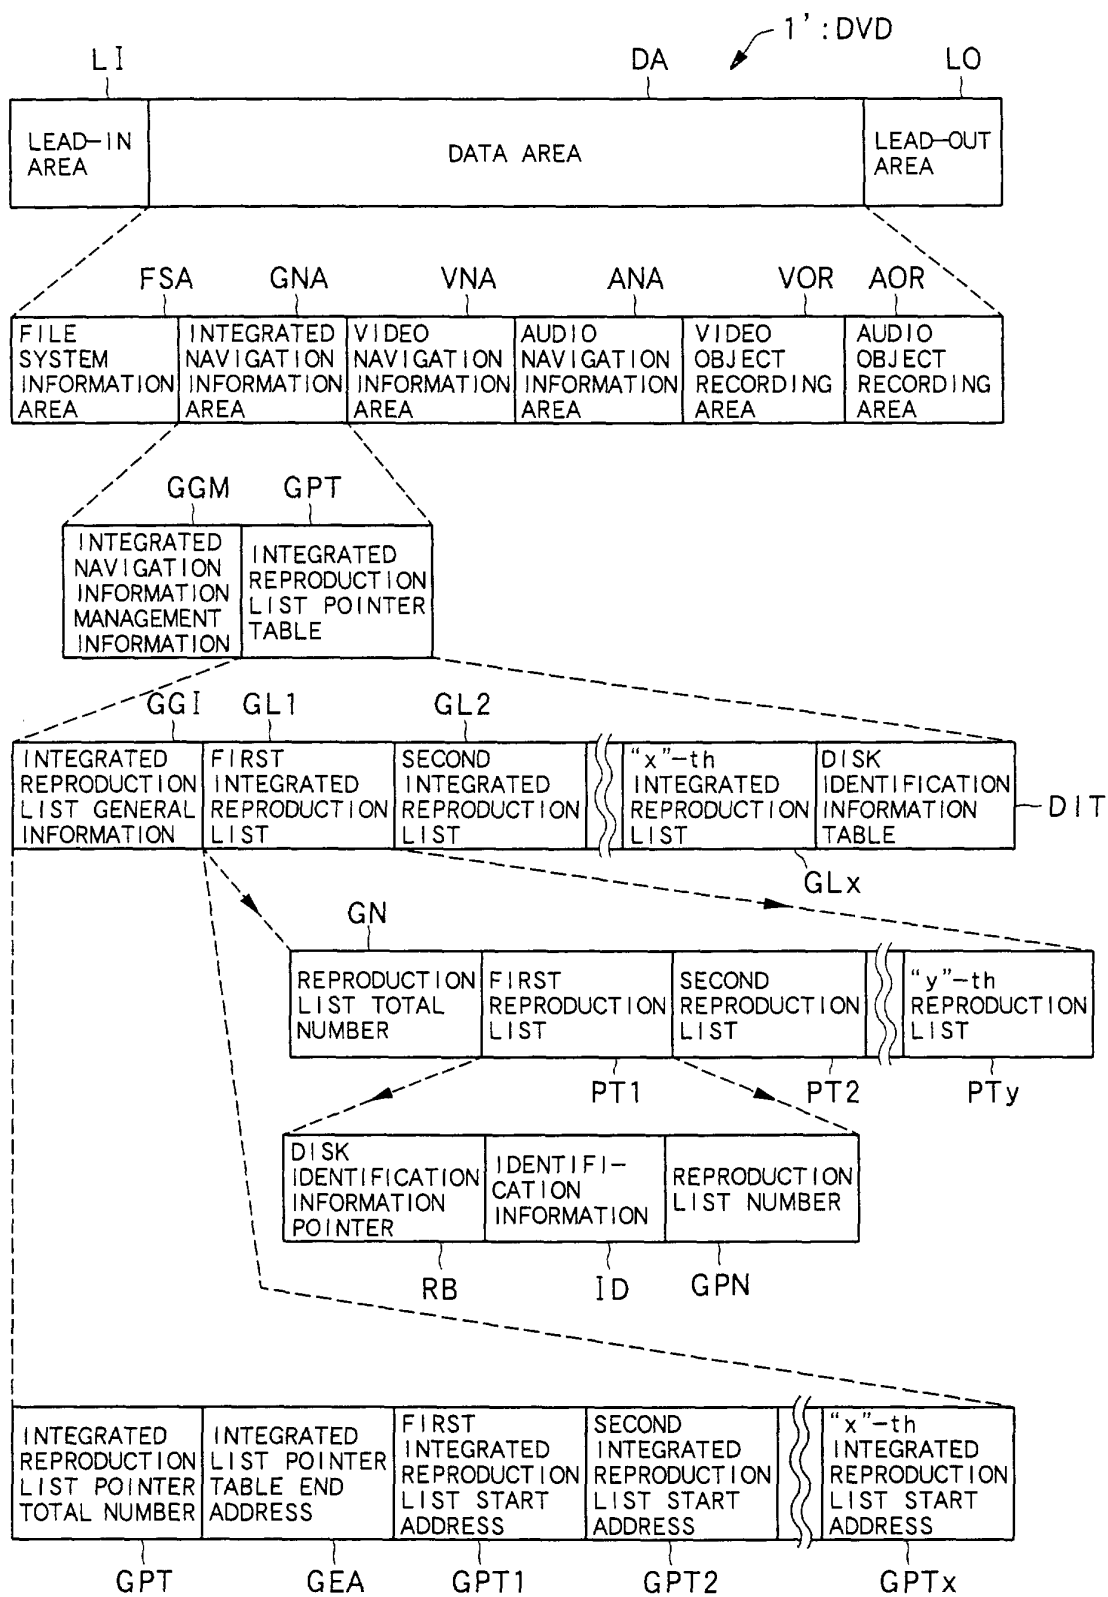 1':DVD
LI
DA
LO
LEAD-IN
AREA
DATA AREA
LEAD-OUT
AREA
FSA
GNA
VNA
ANA
VOR
AOR
FILE
SYSTEM
INFORMATION
AREA
INTEGRATED
NAVIGATION
INFORMATION
AREA
VIDEO
NAVIGATION
INFORMATION
AREA
AUDIO
NAVIGATION
INFORMATION
AREA
VIDEO
OBJECT
RECORDING
AREA
AUDIO
OBJECT
RECORDING
AREA
GGM
GPT
INTEGRATED
NAVIGATION
INFORMATION
MANAGEMENT
INFORMATION
INTEGRATED
REPRODUCTION
LIST POINTER
TABLE
GGI
GL1
GL2
INTEGRATED
REPRODUCTION
LIST GENERAL
INFORMATION
FIRST
INTEGRATED
REPRODUCTION
LIST
SECOND
INTEGRATED
REPRODUCTION
LIST
"x"-th
INTEGRATED
REPRODUCTION
LIST
DISK
IDENTIFICATION
INFORMATION
TABLE
DIT
GLx
GN
REPRODUCTION
LIST TOTAL
NUMBER
FIRST
REPRODUCTION
LIST
SECOND
REPRODUCTION
LIST
"y"-th
REPRODUCTION
LIST
PT1
PT2
PTy
DISK
IDENTIFICATION
INFORMATION
POINTER
IDENTIFI-
CATION
INFORMATION
REPRODUCTION
LIST NUMBER
RB
ID
GPN
INTEGRATED
REPRODUCTION
LIST POINTER
TOTAL NUMBER
INTEGRATED
LIST POINTER
TABLE END
ADDRESS
FIRST
INTEGRATED
REPRODUCTION
LIST START
ADDRESS
SECOND
INTEGRATED
REPRODUCTION
LIST START
ADDRESS
"x"-th
INTEGRATED
REPRODUCTION
LIST START
ADDRESS
GPT
GEA
GPT1
GPT2
GPTx